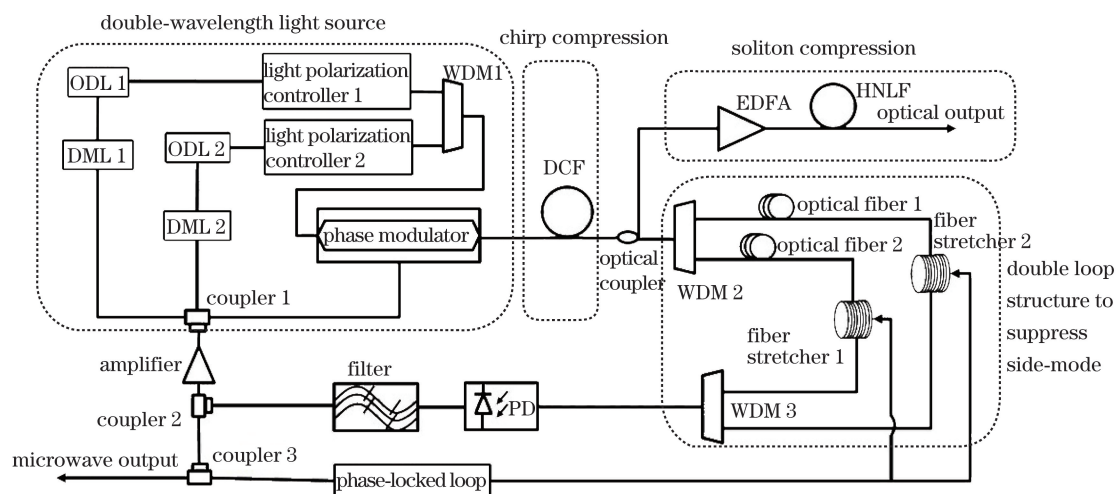 double-wavelength light source
chirp compression
soliton compression
ODL 1
light polarization
controller 1
WDM1
EDFA
HNLF
optical output
DML 1
ODL 2
light polarization
controller 2
DCF
DML 2
phase modulator
optical
coupler
WDM 2
optical fiber 1
optical fiber 2
fiber
stretcher 2
fiber
stretcher 1
double loop
structure to
suppress
side-mode
coupler 1
amplifier
filter
PD
WDM 3
coupler 2
coupler 3
microwave output
phase-locked loop